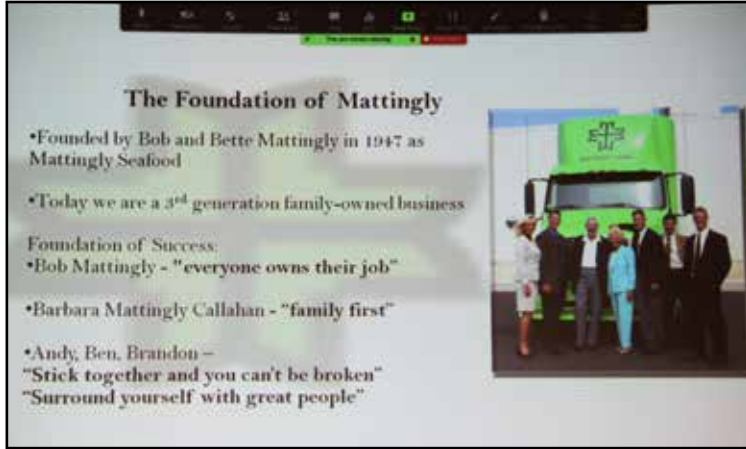 The Foundation of Mattingly
•Founded by Bob and Bette Mattingly in 1947 as
Mattingly Seafood
•Today we are a 3rd generation family-owned business
Foundation of Success:
•Bob Mattingly - "everyone owns their job"
•Barbara Mattingly Callahan - "family first"
•Andy, Ben, Brandon –
"Stick together and you can't be broken"
"Surround yourself with great people"